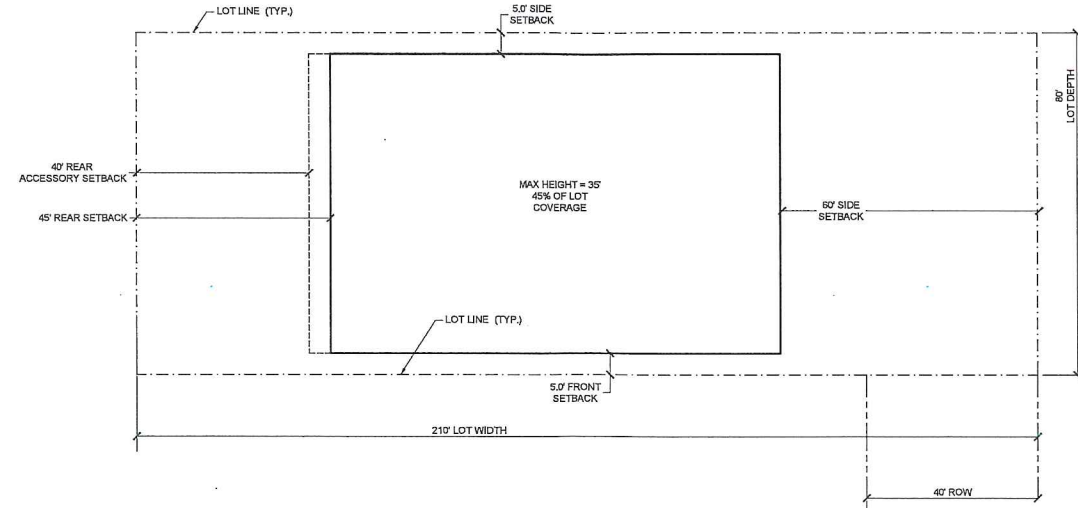 LOT LINE (TYP.)
5.0' SIDE
SETBACK
80'
LOT DEPTH
40' REAR
ACCESSORY SETBACK
MAX HEIGHT = 35'
45% OF LOT
COVERAGE
45' REAR SETBACK
60' SIDE
SETBACK
LOT LINE (TYP.)
5.0' FRONT
SETBACK
210' LOT WIDTH
40' ROW